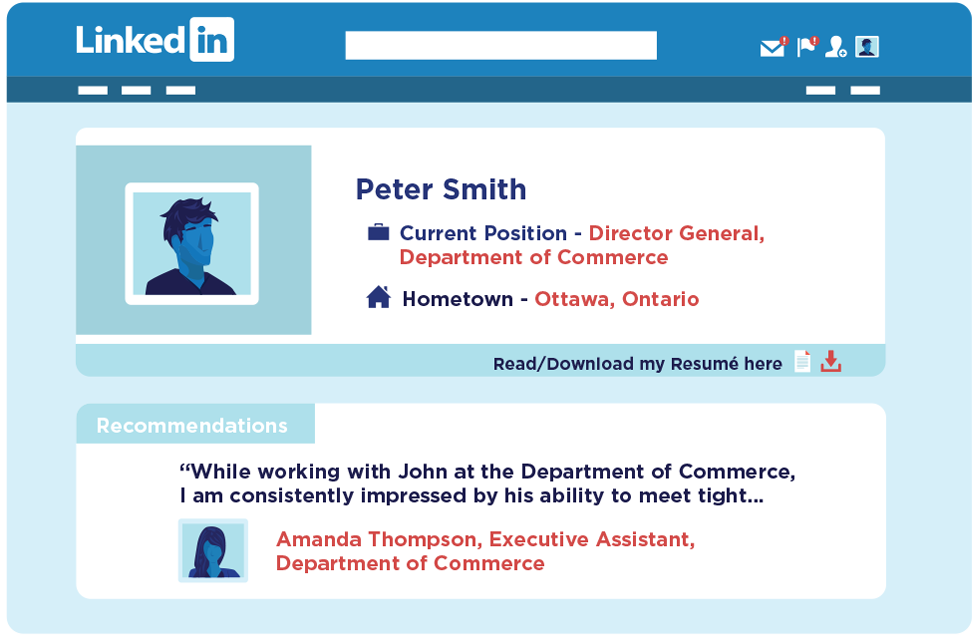 Linked in
Peter Smith
Current Position - Director General,
Department of Commerce
Hometown - Ottawa, Ontario
Read/Download my Resumé here
Recommendations
“While working with John at the Department of Commerce,
I am consistently impressed by his ability to meet tight...
Amanda Thompson, Executive Assistant,
Department of Commerce